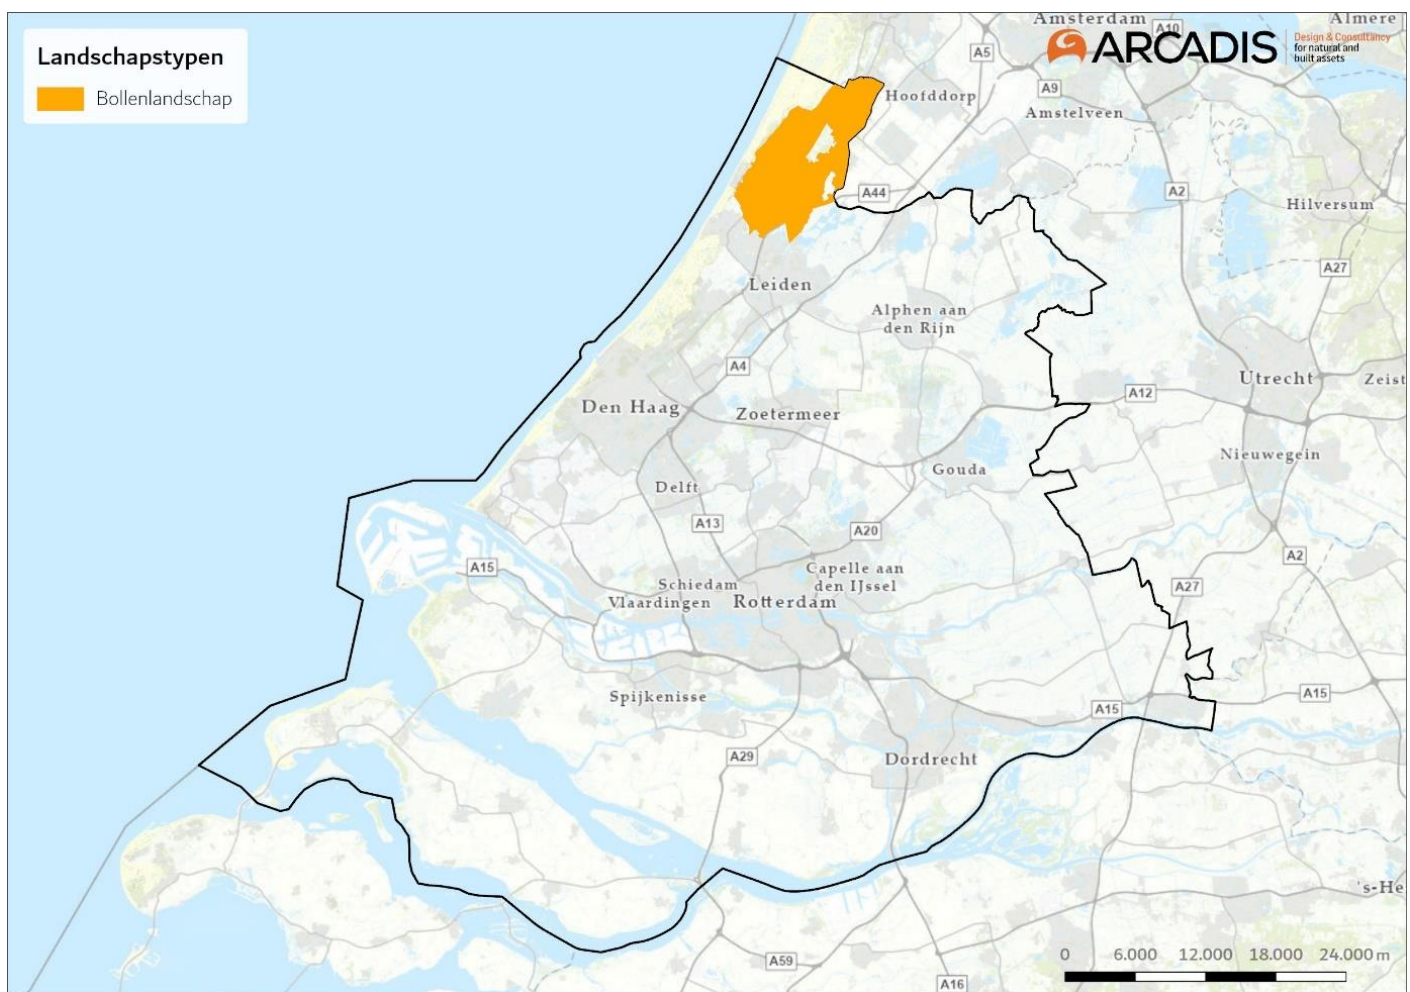 Landschapstypen
Bollenlandschap
Amsterdam
A10
Almere
ARCADIS
Design & Consultancy
for natural and
built assets
A5
A9
Hoofddorp
Amstelveen
A44
A2
Hilversum
A27
Leiden
Alphen aan
den Rijn
A4
Utrecht
Zeist
A12
Den Haag
Zoetermeer
Nieuwegein
Gouda
Delft
A13
A20
A2
A15
Capelle aan
den IJssel
Schiedam
Vlaardingen
Rotterdam
A27
Spijkenisse
A15
A15
A29
Dordrecht
's-He
A59
A16
0 6.000 12.000 18.000 24.000 m